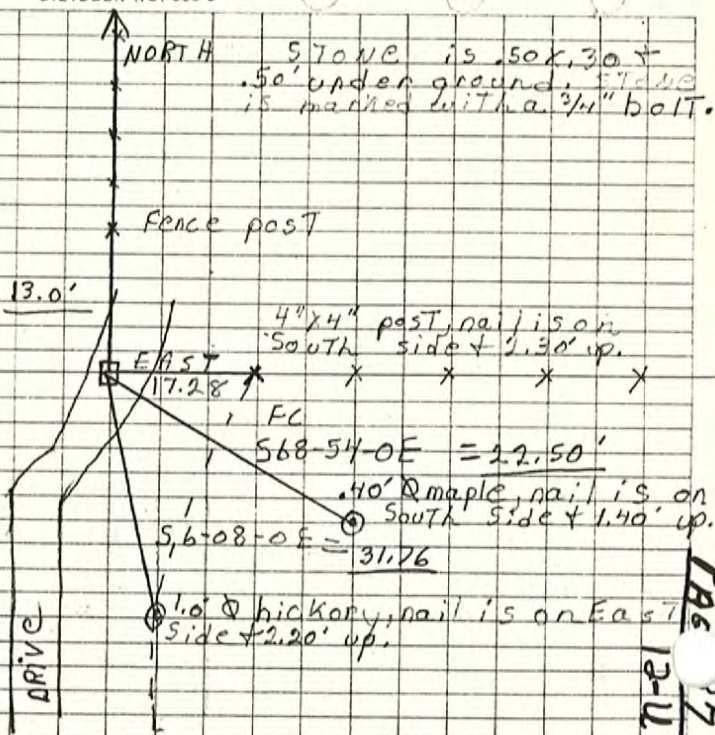 NORTH
STONE is .50 x .30 +
.50' under ground. STONE
is marked with a 3/4" bolt.
Fence post
13.0'
4"x4" post, nail is on
South side + 2.30' up.
EAST
17.28'
FC
S68-54-0E = 22.50'
.40' Ø maple, nail is on
South Side + 1.40' up.
S,6-08-0E =
31.76
1.0' Ø hickory, nail is on East
Side + 2.20' up.
DRIVE